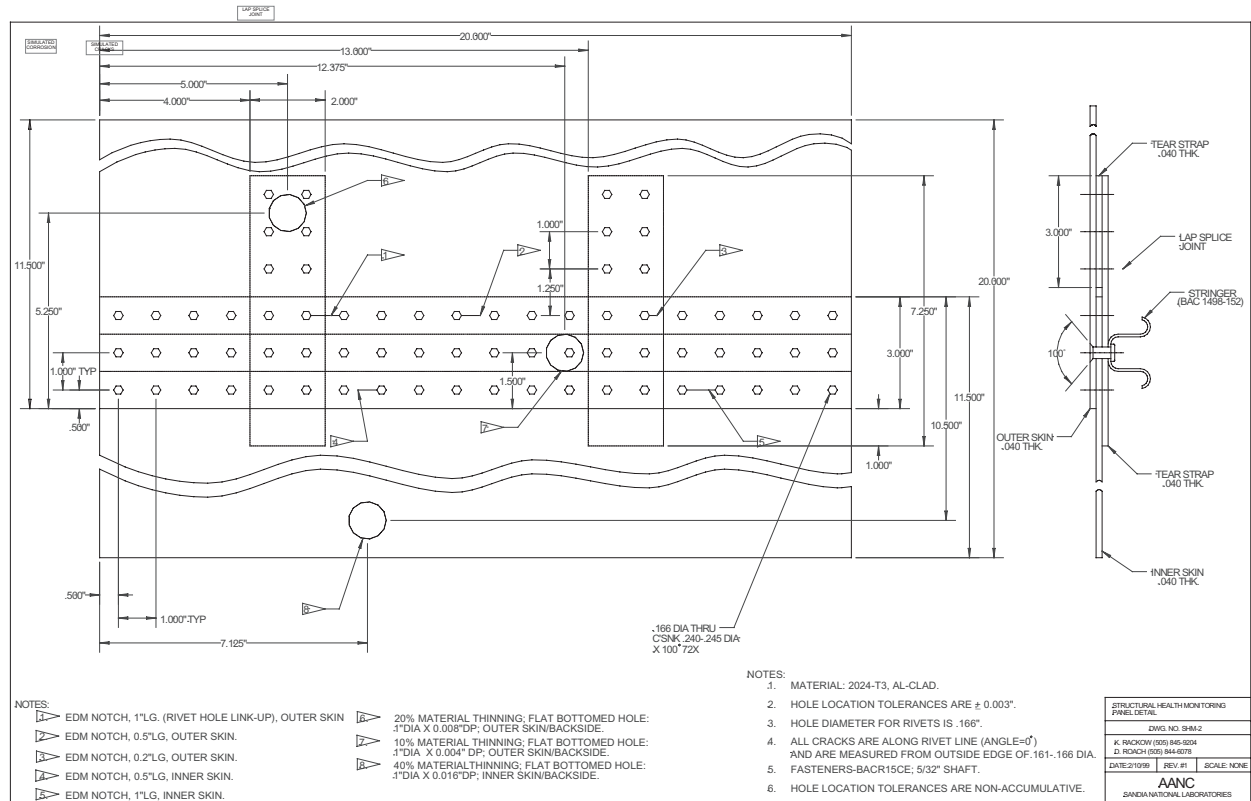 LAP SPLICE
JOINT
SIMULATED
CORROSION
SIMULATED
20.000"
13.000"
12.375"
5.000"
4.000"
2.000"
6
1
2
3
1.000"
1.250"
11.500"
5.250"
1.000" TYP
.500"
1.500"
7.250"
3.000"
20.000"
11.500"
10.500"
1.000"
4
7
5
8
.500"
1.000" TYP
7.125"
.166 DIA THRU
C'SNK .240-.245 DIA
X 100° 72X
TEAR STRAP
.040 THK.
3.000"
LAP SPLICE
JOINT
STRINGER
(BAC 1498-152)
100°
OUTER SKIN
.040 THK.
TEAR STRAP
.040 THK.
INNER SKIN
.040 THK.
NOTES:
1. EDM NOTCH, 1"LG. (RIVET HOLE LINK-UP), OUTER SKIN
2. EDM NOTCH, 0.5"LG, OUTER SKIN.
3. EDM NOTCH, 0.2"LG, OUTER SKIN.
4. EDM NOTCH, 0.5"LG, INNER SKIN.
5. EDM NOTCH, 1"LG, INNER SKIN.
6. 20% MATERIAL THINNING; FLAT BOTTOMED HOLE:
1"DIA X 0.008"DP; OUTER SKIN/BACKSIDE.
7. 10% MATERIAL THINNING; FLAT BOTTOMED HOLE:
1"DIA X 0.004" DP; OUTER SKIN/BACKSIDE.
8. 40% MATERIALTHINNING; FLAT BOTTOMED HOLE:
1"DIA X 0.016"DP; INNER SKIN/BACKSIDE.
NOTES:
1. MATERIAL: 2024-T3, AL-CLAD.
2. HOLE LOCATION TOLERANCES ARE ± 0.003".
3. HOLE DIAMETER FOR RIVETS IS .166".
4. ALL CRACKS ARE ALONG RIVET LINE (ANGLE=0°)
AND ARE MEASURED FROM OUTSIDE EDGE OF .161-.166 DIA.
5. FASTENERS-BACR15CE; 5/32" SHAFT.
6. HOLE LOCATION TOLERANCES ARE NON-ACCUMULATIVE.
STRUCTURAL HEALTH MONITORING
PANEL DETAIL
DWG. NO. SHM-2
K. RACKOW (505) 845-9204
D. ROACH (505) 844-6078
DATE:2/10/99 REV. #1 SCALE: NONE
AANC
SANDIA NATIONAL LABORATORIES